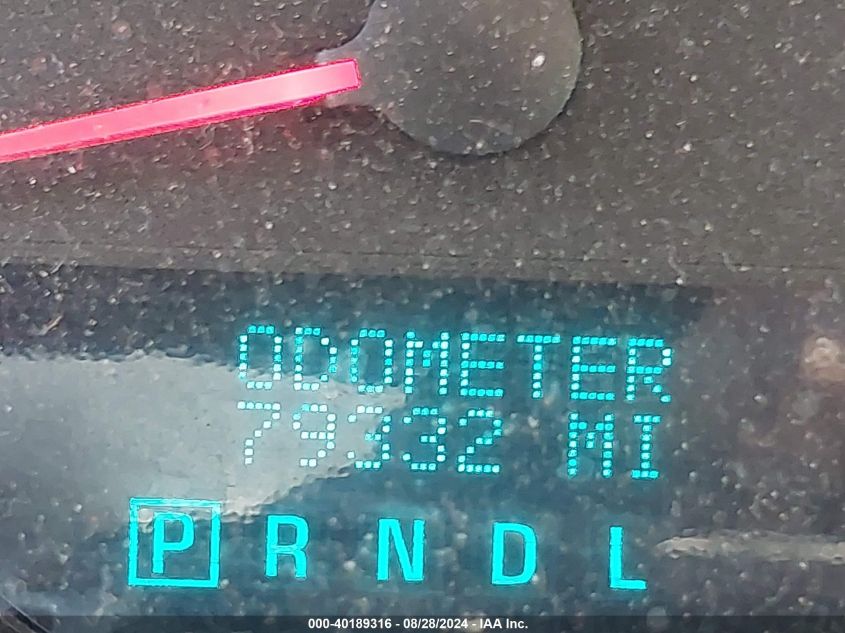 ODOMETER
79332 MI
P R N D L
000-40189316 - 08/28/2024 - IAA Inc.